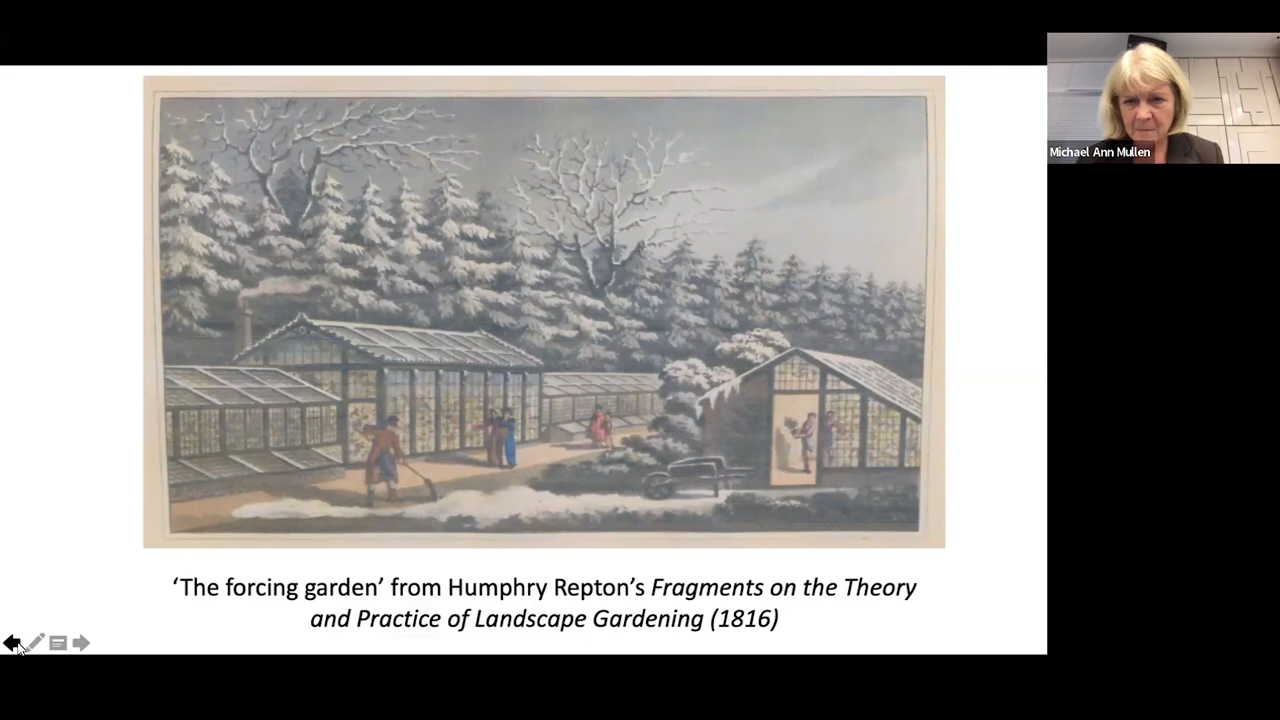 Michael Ann Mullen
‘The forcing garden’ from Humphry Repton’s Fragments on the Theory
and Practice of Landscape Gardening (1816)